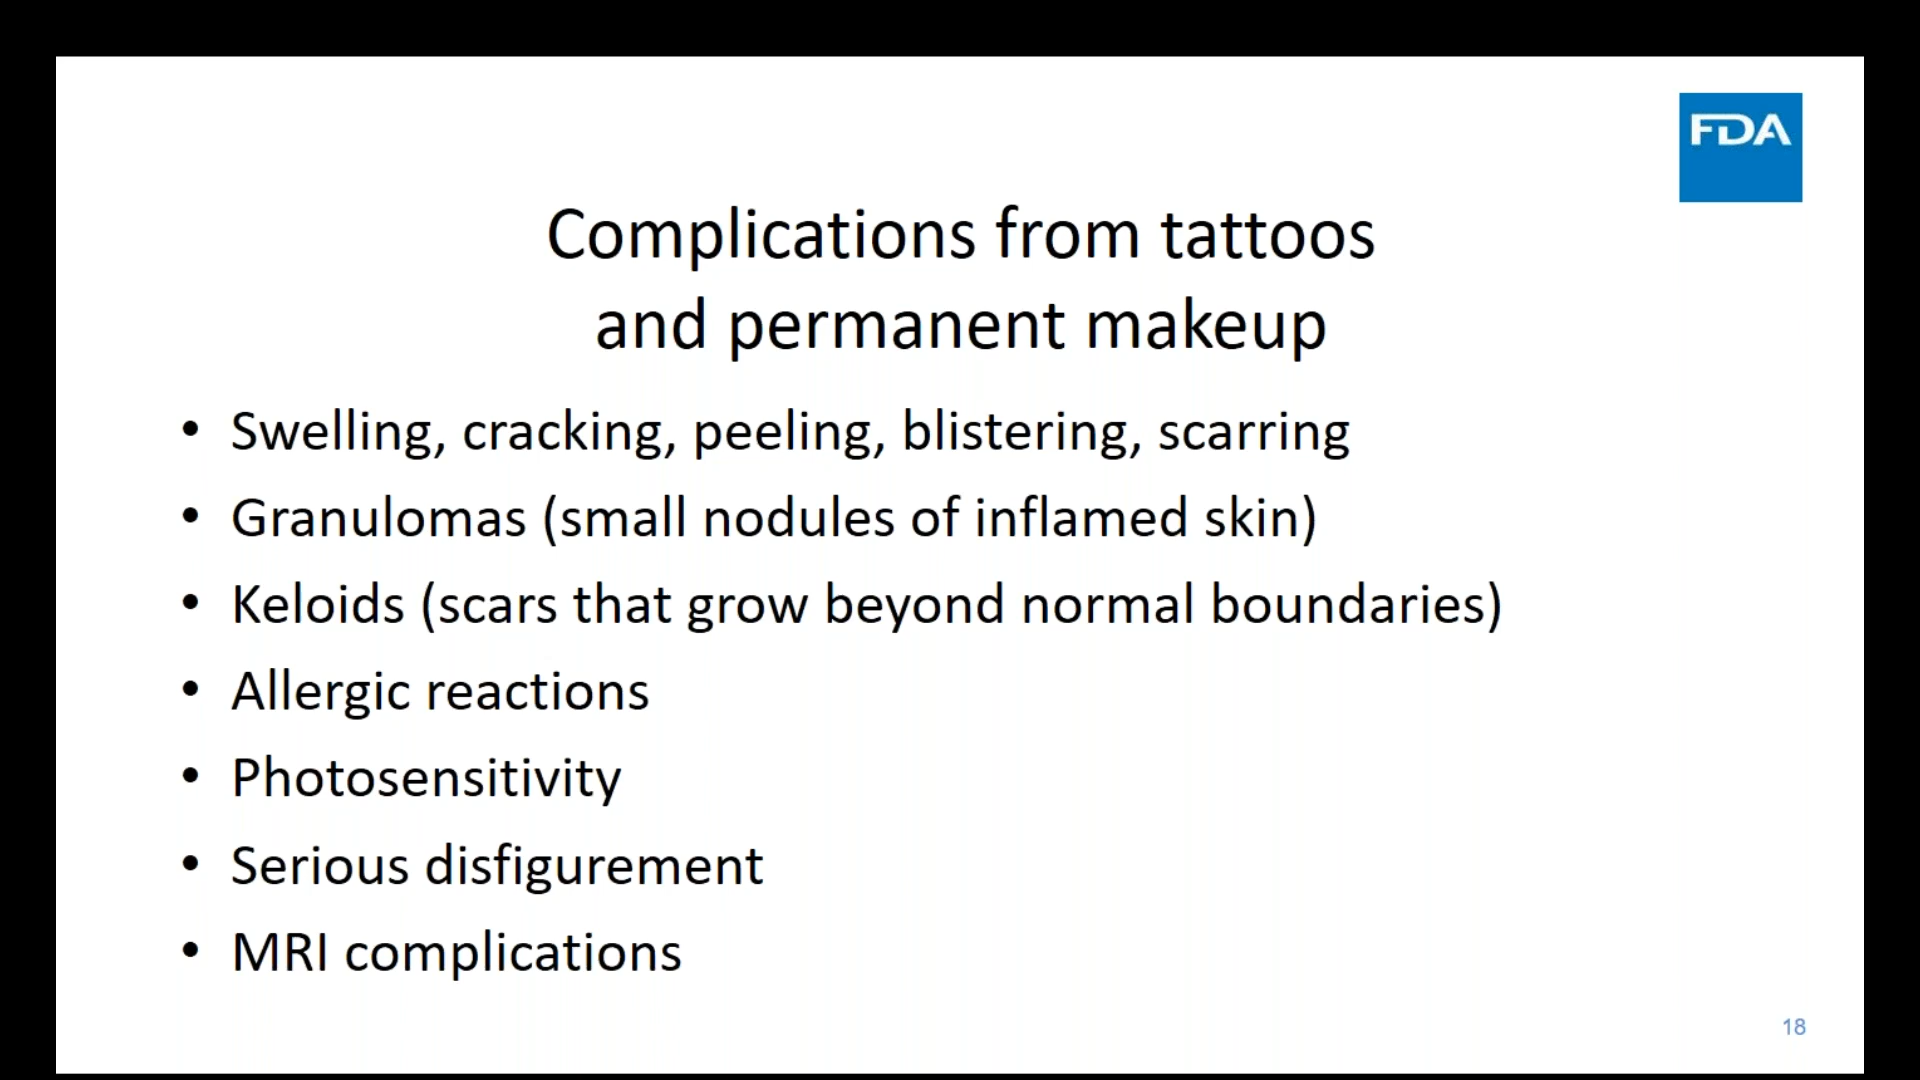 FDA
Complications from tattoos
and permanent makeup
• Swelling, cracking, peeling, blistering, scarring
• Granulomas (small nodules of inflamed skin)
• Keloids (scars that grow beyond normal boundaries)
• Allergic reactions
• Photosensitivity
• Serious disfigurement
• MRI complications
18